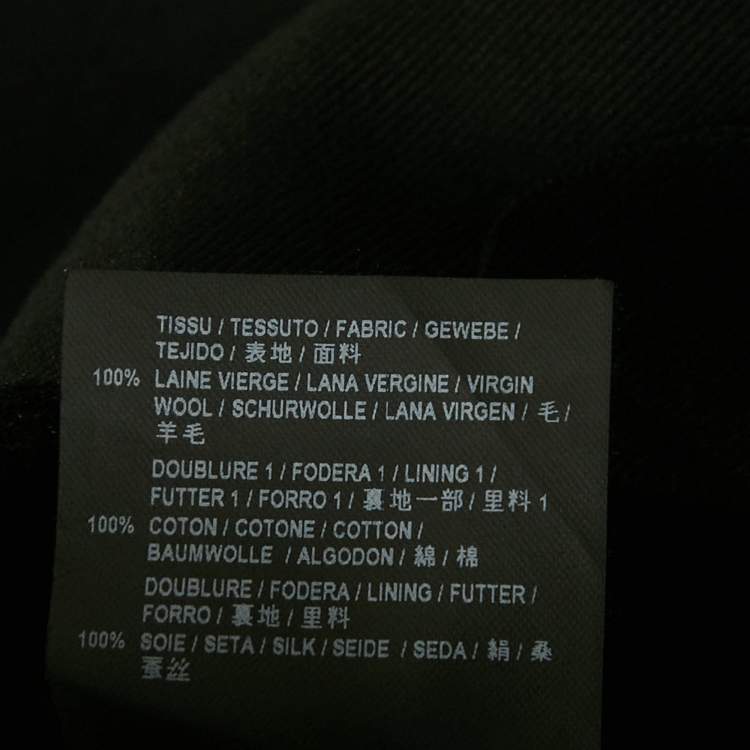 TISSU / TESSUTO / FABRIC / GEWEBE /
TEJIDO / 表地 / 面料
100% LAINE VIERGE / LANA VERGINE / VIRGIN
WOOL / SCHURWOLLE / LANA VIRGEN / 毛 /
羊毛
DOUBLURE 1 / FODERA 1 / LINING 1 /
FUTTER 1 / FORRO 1 / 裏地一部 / 里料 1
100% COTON / COTONE / COTTON /
BAUMWOLLE / ALGODON / 綿 / 棉
DOUBLURE / FODERA / LINING / FUTTER /
FORRO / 裏地 / 里料
100% SOIE / SETA / SILK / SEIDE / SEDA / 絹 / 桑
蚕丝